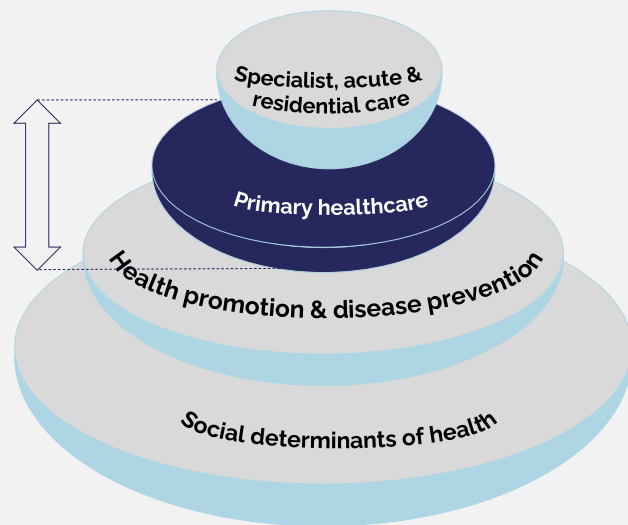 Specialist, acute &
residential care
Primary healthcare
Health promotion & disease prevention
Social determinants of health